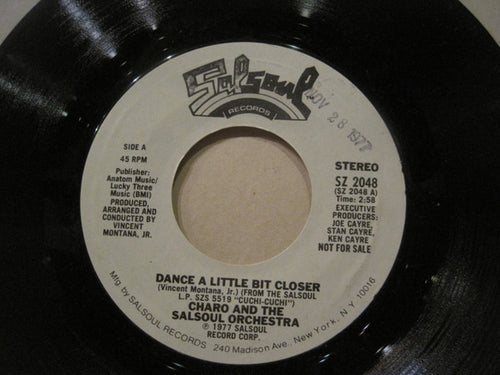 Salsoul
RECORDS
NOV 28 1977
SIDE A
45 RPM
Publisher:
Anatom Music/
Lucky Three
Music (BMI)
PRODUCED,
ARRANGED AND
CONDUCTED BY
VINCENT
MONTANA, JR.
STEREO
SZ 2048
(SZ 2048 A)
Time: 2:58
EXECUTIVE
PRODUCERS:
JOE CAYRE,
STAN CAYRE,
KEN CAYRE
NOT FOR SALE
DANCE A LITTLE BIT CLOSER
(Vincent Montana, Jr.) (FROM THE SALSOUL
L.P. SZS 5519 "CUCHI-CUCHI")
CHARO AND THE
SALSOUL ORCHESTRA
℗ 1977 SALSOUL
RECORD CORP.
Mfg. by SALSOUL RECORDS 240 Madison Ave., New York, N.Y. 10016